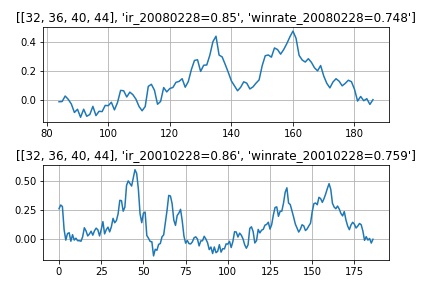 [[32, 36, 40, 44], 'ir_20080228=0.85', 'winrate_20080228=0.748']
0.4
0.2
0.0
80 100 120 140 160 180
[[32, 36, 40, 44], 'ir_20010228=0.86', 'winrate_20010228=0.759']
0.50
0.25
0.00
0 25 50 75 100 125 150 175